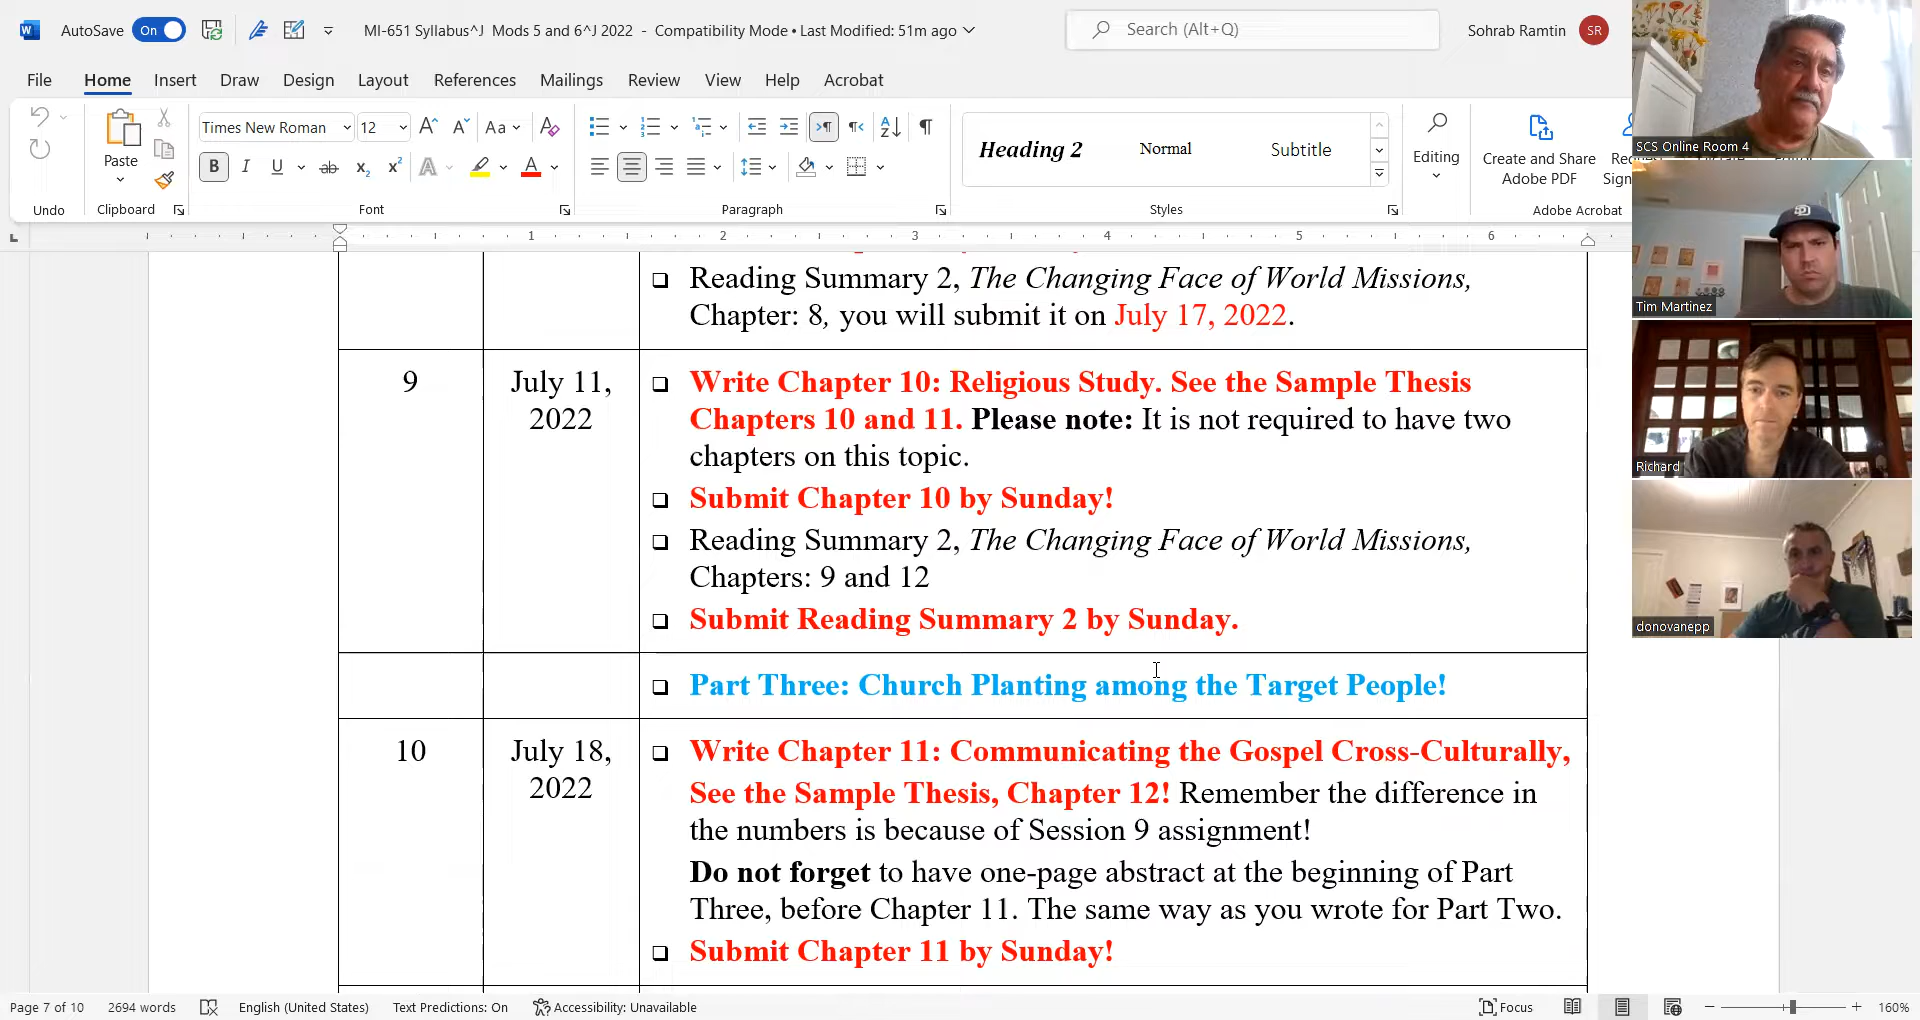 AutoSave On MI-651 Syllabus^J Mods 5 and 6^J 2022 - Compatibility Mode • Last Modified: 51m ago Search (Alt+Q) Sohrab Ramtin SR
File Home Insert Draw Design Layout References Mailings Review View Help Acrobat
Times New Roman 12 Aa
Paste B I U ab x₂ x² A A
Heading 2 Normal Subtitle
Editing
Create and Share
Adobe PDF
Undo Clipboard Font Paragraph Styles Adobe Acrobat
1 2 3 4 5 6
Reading Summary 2, The Changing Face of World Missions,
Chapter: 8, you will submit it on July 17, 2022.
9 July 11,
2022
Write Chapter 10: Religious Study. See the Sample Thesis
Chapters 10 and 11. Please note: It is not required to have two
chapters on this topic.
Submit Chapter 10 by Sunday!
Reading Summary 2, The Changing Face of World Missions,
Chapters: 9 and 12
Submit Reading Summary 2 by Sunday.
Part Three: Church Planting among the Target People!
10 July 18,
2022
Write Chapter 11: Communicating the Gospel Cross-Culturally,
See the Sample Thesis, Chapter 12! Remember the difference in
the numbers is because of Session 9 assignment!
Do not forget to have one-page abstract at the beginning of Part
Three, before Chapter 11. The same way as you wrote for Part Two.
Submit Chapter 11 by Sunday!
Page 7 of 10 2694 words English (United States) Text Predictions: On Accessibility: Unavailable Focus 160%
SCS Online Room 4
Tim Martinez
Richard
donovanepp